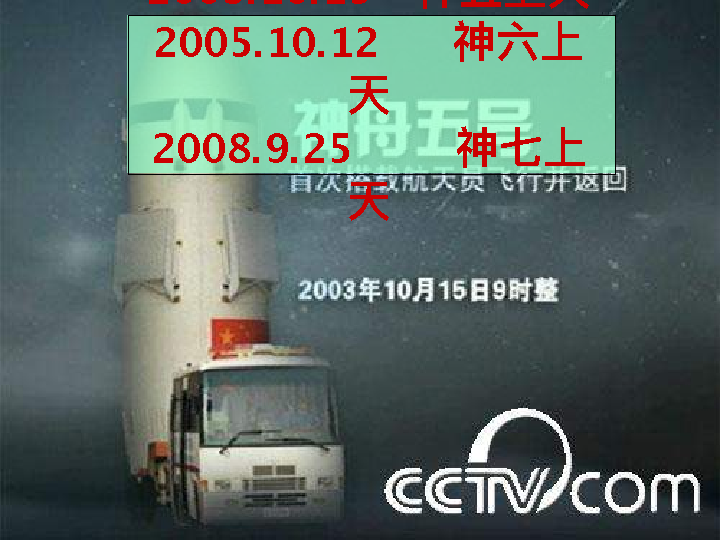 2005.10.12 神六上
天
神舟五号
2008.9.25 神七上
首次搭载航天员飞行并返回
天
2003年10月15日9时整
CCTV.com